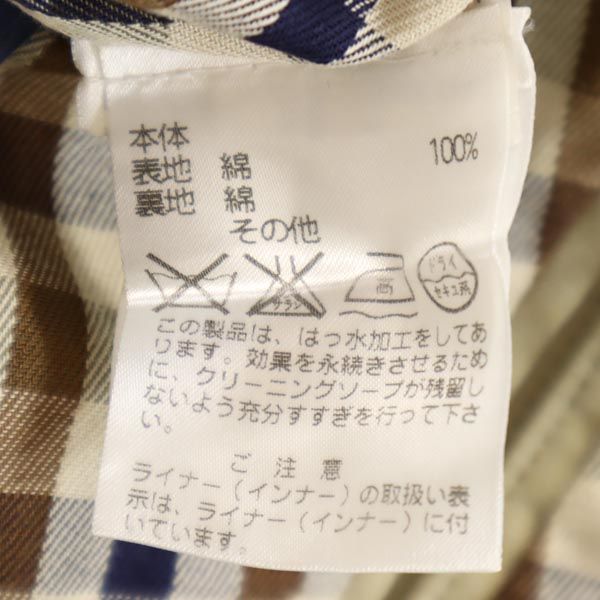 本体 100%
表地 綿
裏地 綿
その他
サラシ 高 ドライ セキユ系
この製品は、はっ水加工をしてあ
ります。効果を永続きさせるため
に、クリーニングソープが残留し
ないよう充分すすぎを行って下さ
い。
ご注意
ライナー(インナー)の取扱い表
示は、ライナー(インナー)に付
いています。